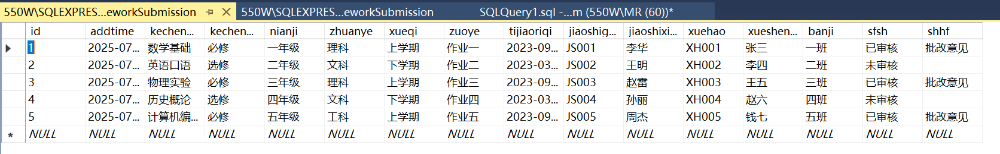 550W\SQLEXPRES...eworkSubmission 550W\SQLEXPRES...eworkSubmission SQLQuery1.sql -...m (550W\MR (60))*
id addtime kechen... kechen... nianji zhuanye xueqi zuoye tijiaoriqi jiaoshig... jiaoshixi... xuehao xueshen... banji sfsh shhf
1 2025-07... 数学基础 必修 一年级 理科 上学期 作业一 2023-09... JS001 李华 XH001 张三 一班 已审核 批改意见
2 2025-07... 英语口语 选修 二年级 文科 下学期 作业二 2023-03... JS002 王明 XH002 李四 二班 未审核
3 2025-07... 物理实验 必修 三年级 理科 上学期 作业三 2023-09... JS003 赵雷 XH003 王五 三班 已审核 批改意见
4 2025-07... 历史概论 选修 四年级 文科 下学期 作业四 2023-03... JS004 孙丽 XH004 赵六 四班 未审核
5 2025-07... 计算机编... 必修 五年级 工科 上学期 作业五 2023-09... JS005 周杰 XH005 钱七 五班 已审核 批改意见
* NULL NULL NULL NULL NULL NULL NULL NULL NULL NULL NULL NULL NULL NULL NULL NULL